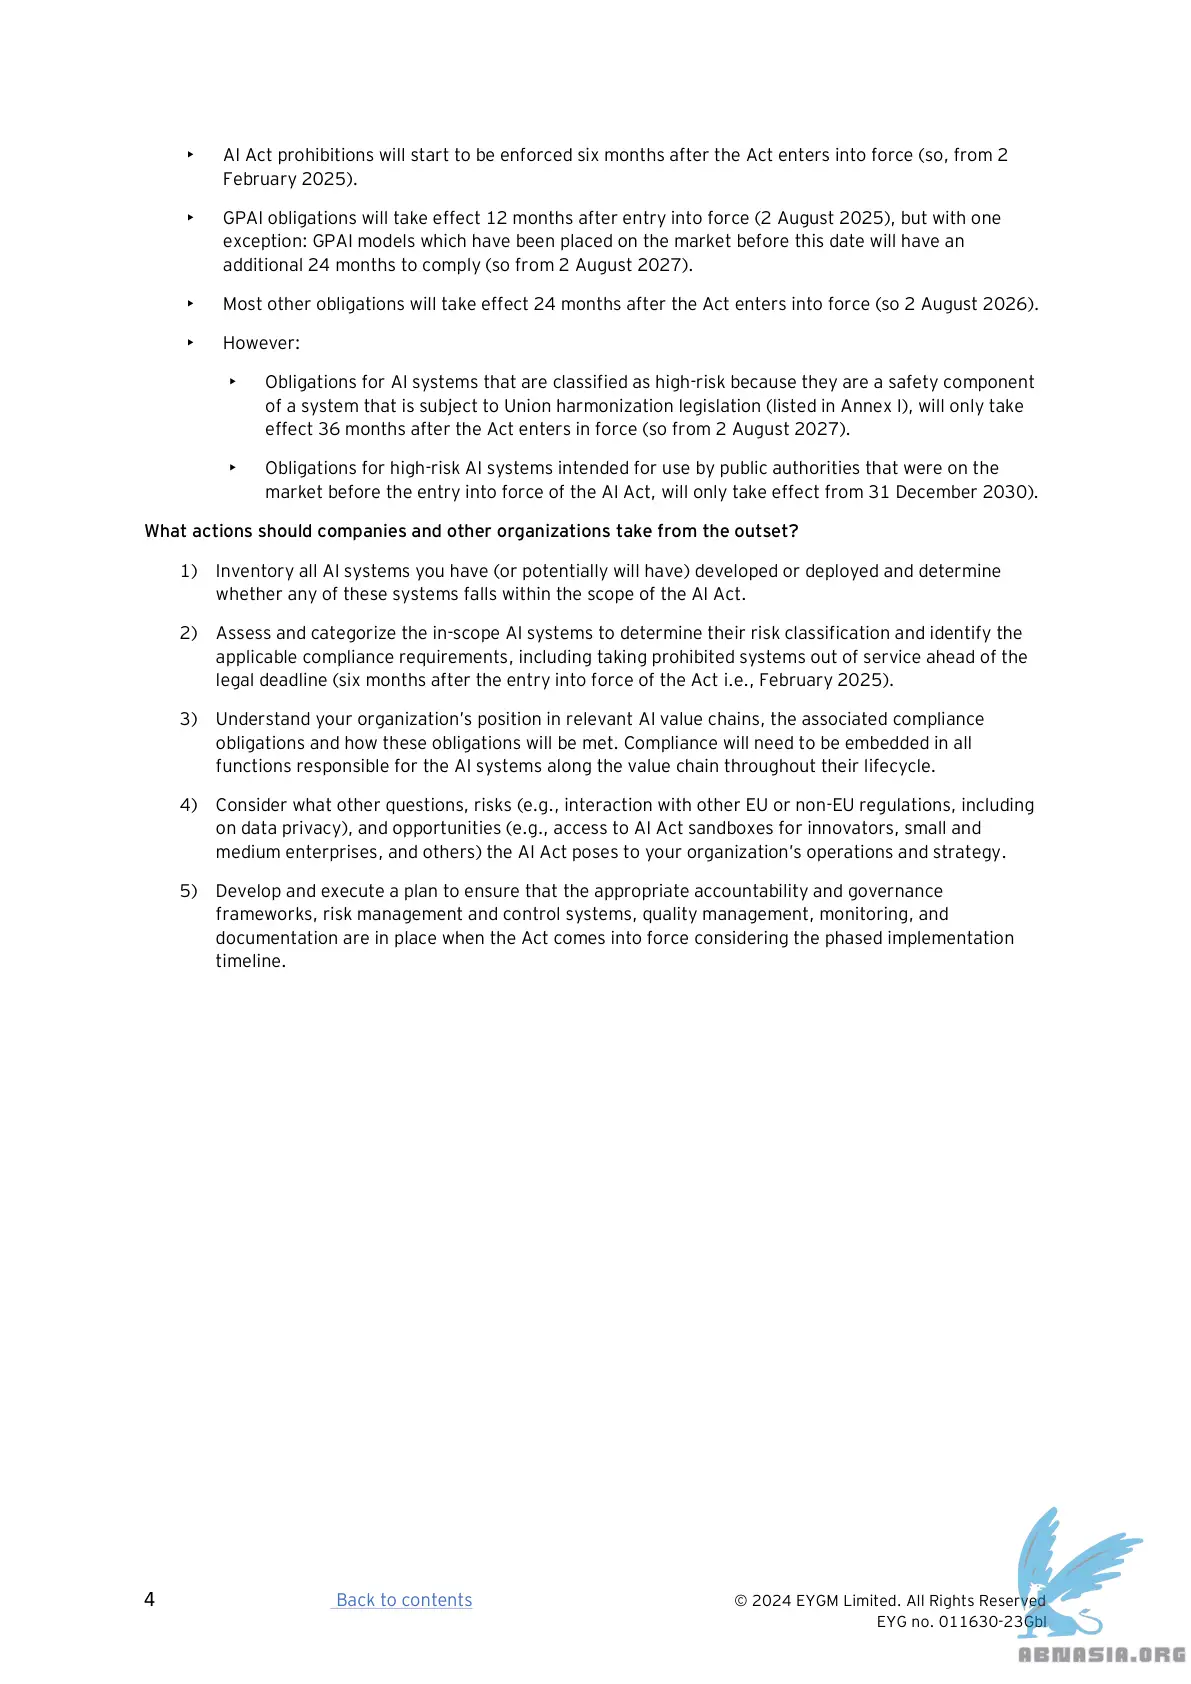 ‣ AI Act prohibitions will start to be enforced six months after the Act enters into force (so, from 2
February 2025).
‣ GPAI obligations will take effect 12 months after entry into force (2 August 2025), but with one
exception: GPAI models which have been placed on the market before this date will have an
additional 24 months to comply (so from 2 August 2027).
‣ Most other obligations will take effect 24 months after the Act enters into force (so 2 August 2026).
‣ However:
‣ Obligations for AI systems that are classified as high-risk because they are a safety component
of a system that is subject to Union harmonization legislation (listed in Annex I), will only take
effect 36 months after the Act enters in force (so from 2 August 2027).
‣ Obligations for high-risk AI systems intended for use by public authorities that were on the
market before the entry into force of the AI Act, will only take effect from 31 December 2030).
What actions should companies and other organizations take from the outset?
1) Inventory all AI systems you have (or potentially will have) developed or deployed and determine
whether any of these systems falls within the scope of the AI Act.
2) Assess and categorize the in-scope AI systems to determine their risk classification and identify the
applicable compliance requirements, including taking prohibited systems out of service ahead of the
legal deadline (six months after the entry into force of the Act i.e., February 2025).
3) Understand your organization’s position in relevant AI value chains, the associated compliance
obligations and how these obligations will be met. Compliance will need to be embedded in all
functions responsible for the AI systems along the value chain throughout their lifecycle.
4) Consider what other questions, risks (e.g., interaction with other EU or non-EU regulations, including
on data privacy), and opportunities (e.g., access to AI Act sandboxes for innovators, small and
medium enterprises, and others) the AI Act poses to your organization’s operations and strategy.
5) Develop and execute a plan to ensure that the appropriate accountability and governance
frameworks, risk management and control systems, quality management, monitoring, and
documentation are in place when the Act comes into force considering the phased implementation
timeline.
4 Back to contents © 2024 EYGM Limited. All Rights Reserved
EYG no. 011630-23Gbl
ABNASIA.ORG